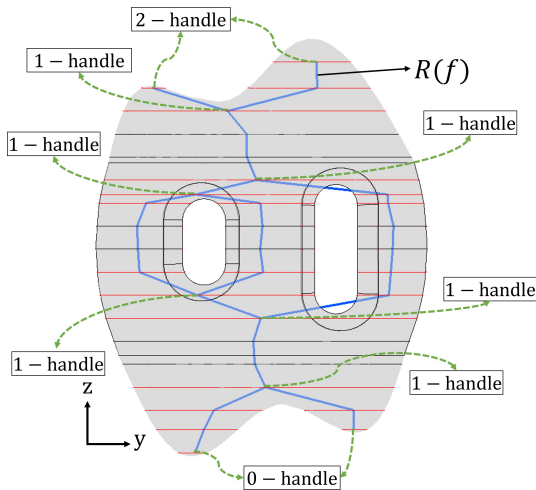 2 − handle
1 − handle
R(f)
1 − handle
1 − handle
1 − handle
1 − handle
1 − handle
z
y
0 − handle